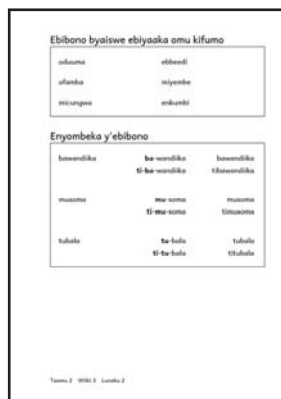 Ebibono byaiswe ebiyaaka omu kifumo
oduuma ebbeedi
ofamba miyembe
micungwa enkumbi
Enyombeka y'ebibono
bawandiika ba-wandiika bawandiika
ti-ba-wandiika tibawandiika
musoma mu-soma musoma
ti-mu-soma timusoma
tubala tu-bala tubala
ti-tu-bala titubala
Taamu 2 Wiiki 3 Lusoku 2